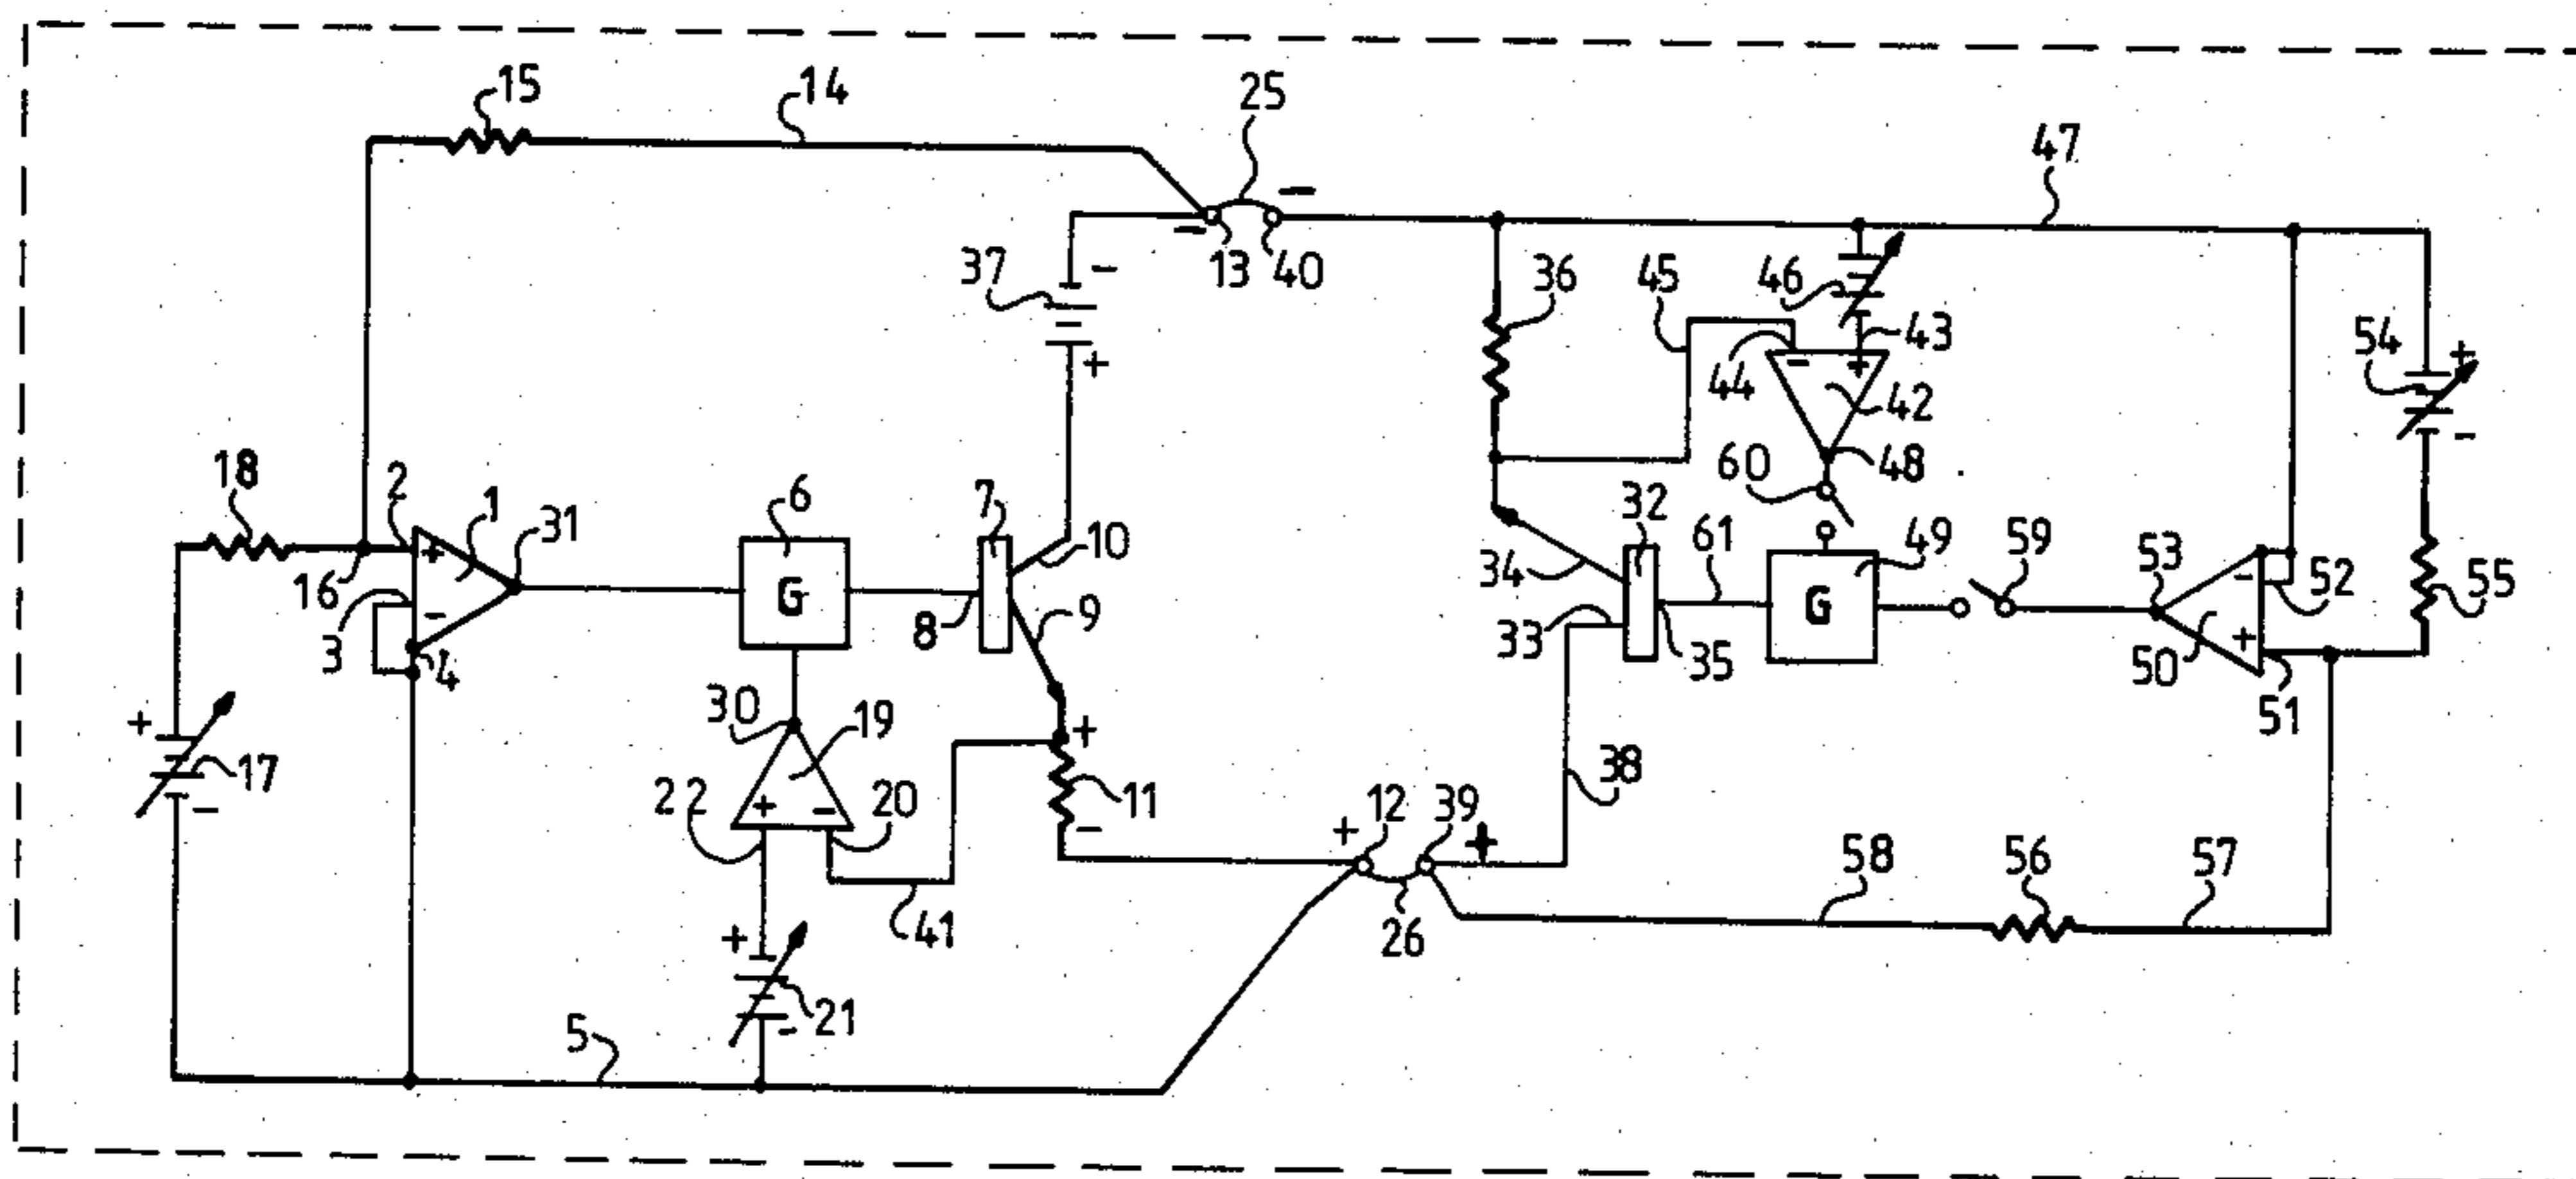 15 14 25 47
- -
37 - 13 40 45 36 46 43 54 +
+ 44 - + 42 -
18 2 1 31 6 7 10 60 48
16 + 32 61 49 59 53 - 52 55
3 - 4 G 8 9 34 33 35 G 50 + 51
+ 17 - 30 19 + 11 - 38
22 + - 20 + 12 39 + 58 56 57
41 26
+ 21 -
5